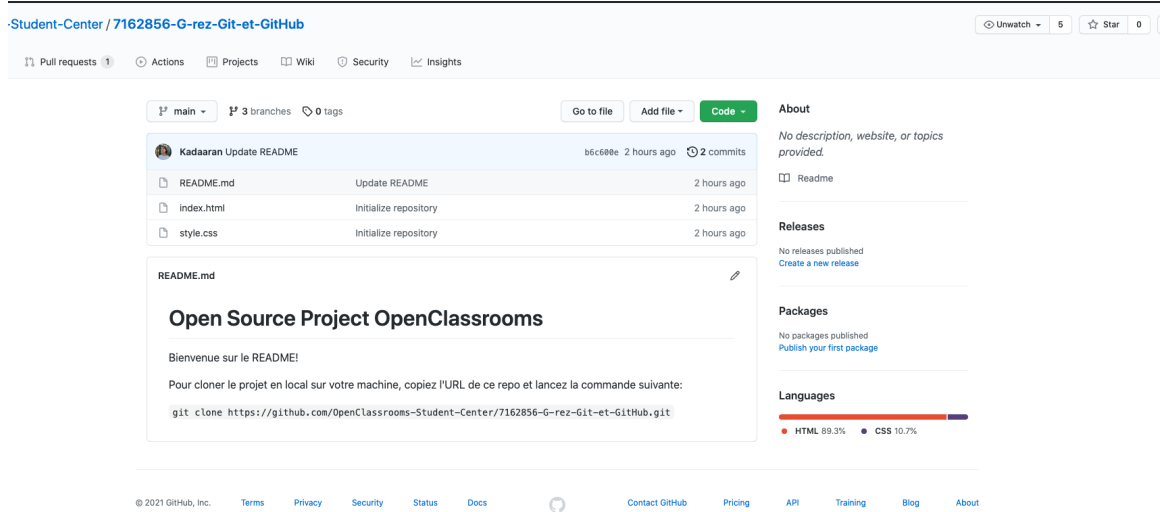 -Student-Center / 7162856-G-rez-Git-et-GitHub
Unwatch 5 Star 0
Pull requests 1 Actions Projects Wiki Security Insights
main 3 branches 0 tags Go to file Add file Code
Kadaaran Update README b6c600e 2 hours ago 2 commits
README.md Update README 2 hours ago
index.html Initialize repository 2 hours ago
style.css Initialize repository 2 hours ago
README.md
Open Source Project OpenClassrooms
Bienvenue sur le README!
Pour cloner le projet en local sur votre machine, copiez l'URL de ce repo et lancez la commande suivante:
git clone https://github.com/OpenClassrooms-Student-Center/7162856-G-rez-Git-et-GitHub.git
About
No description, website, or topics
provided.
Readme
Releases
No releases published
Create a new release
Packages
No packages published
Publish your first package
Languages
HTML 89.3% CSS 10.7%
© 2021 GitHub, Inc. Terms Privacy Security Status Docs Contact GitHub Pricing API Training Blog About